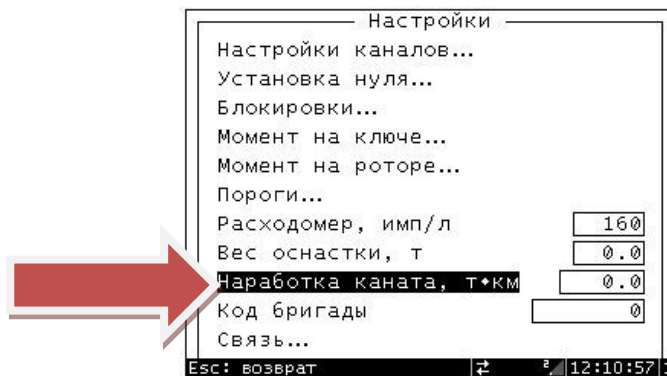 Настройки
Настройки каналов...
Установка нуля...
Блокировки...
Момент на ключе...
Момент на роторе...
Пороги...
Расходомер, имп/л 160
Вес оснастки, т 0.0
Наработка каната, т•км 0.0
Код бригады 0
Связь...
Esc: возврат 2 12:10:57